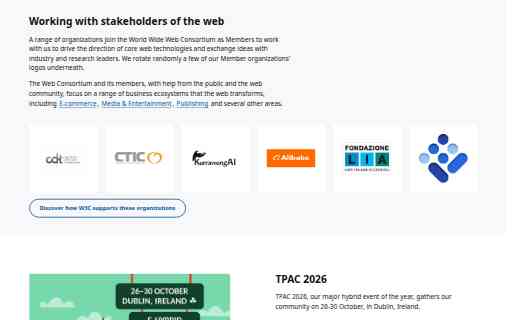 Working with stakeholders of the web
A range of organizations join the World Wide Web Consortium as Members to work
with us to drive the direction of core web technologies and exchange ideas with
industry and research leaders. We rotate randomly a few of our Member organizations'
logos underneath.
The Web Consortium and its members, with help from the public and the web
community, focus on a range of business ecosystems that the web transforms,
including E-commerce, Media & Entertainment, Publishing and several other areas.
CTIC
KurrawongAI
Alibaba
FONDAZIONE
LIA
Discover how W3C supports these organizations
26–30 OCTOBER
DUBLIN, IRELAND
TPAC 2026
TPAC 2026, our major hybrid event of the year, gathers our
community on 26-30 October, in Dublin, Ireland.